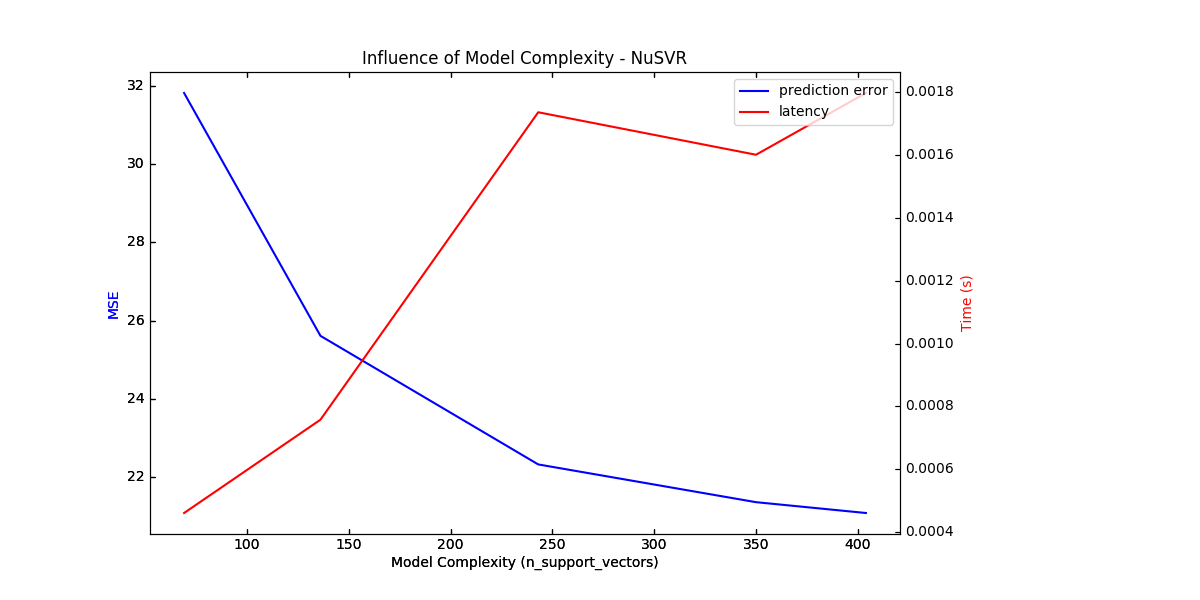 Influence of Model Complexity - NuSVR
prediction error
latency
32
30
28
26
24
22
MSE
0.0018
0.0016
0.0014
0.0012
0.0010
0.0008
0.0006
0.0004
Time (s)
100 150 200 250 300 350 400
Model Complexity (n_support_vectors)